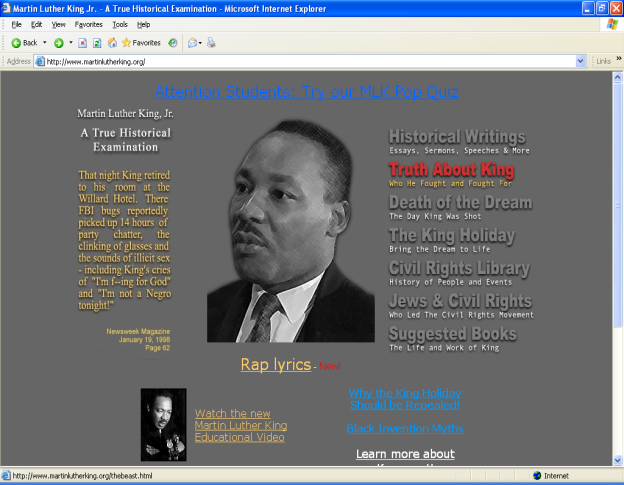 Martin Luther King Jr. - A True Historical Examination - Microsoft Internet Explorer
File Edit View Favorites Tools Help
Back Favorites
Address http://www.martinlutherking.org/ Links »
Attention Students: Try our MLK Pop Quiz
Martin Luther King, Jr.
A True Historical
Examination
That night King retired
to his room at the
Willard Hotel. There
FBI bugs reportedly
picked up 14 hours of
party chatter, the
clinking of glasses and
the sounds of illicit sex
- including King's cries
of "I'm f--ing for God"
and "I'm not a Negro
tonight!"
Newsweek Magazine
January 19, 1998
Page 62
Historical Writings
Essays, Sermons, Speeches & More
Truth About King
Who He Fought and Fought For
Death of the Dream
The Day King Was Shot
The King Holiday
Bring the Dream to Life
Civil Rights Library
History of People and Events
Jews & Civil Rights
Who Led The Civil Rights Movement
Suggested Books
The Life and Work of King
Rap lyrics - New!
Watch the new
Martin Luther King
Educational Video
Why the King Holiday
Should be Repealed!
Black Invention Myths
Learn more about
http://www.martinlutherking.org/thebeast.html Internet